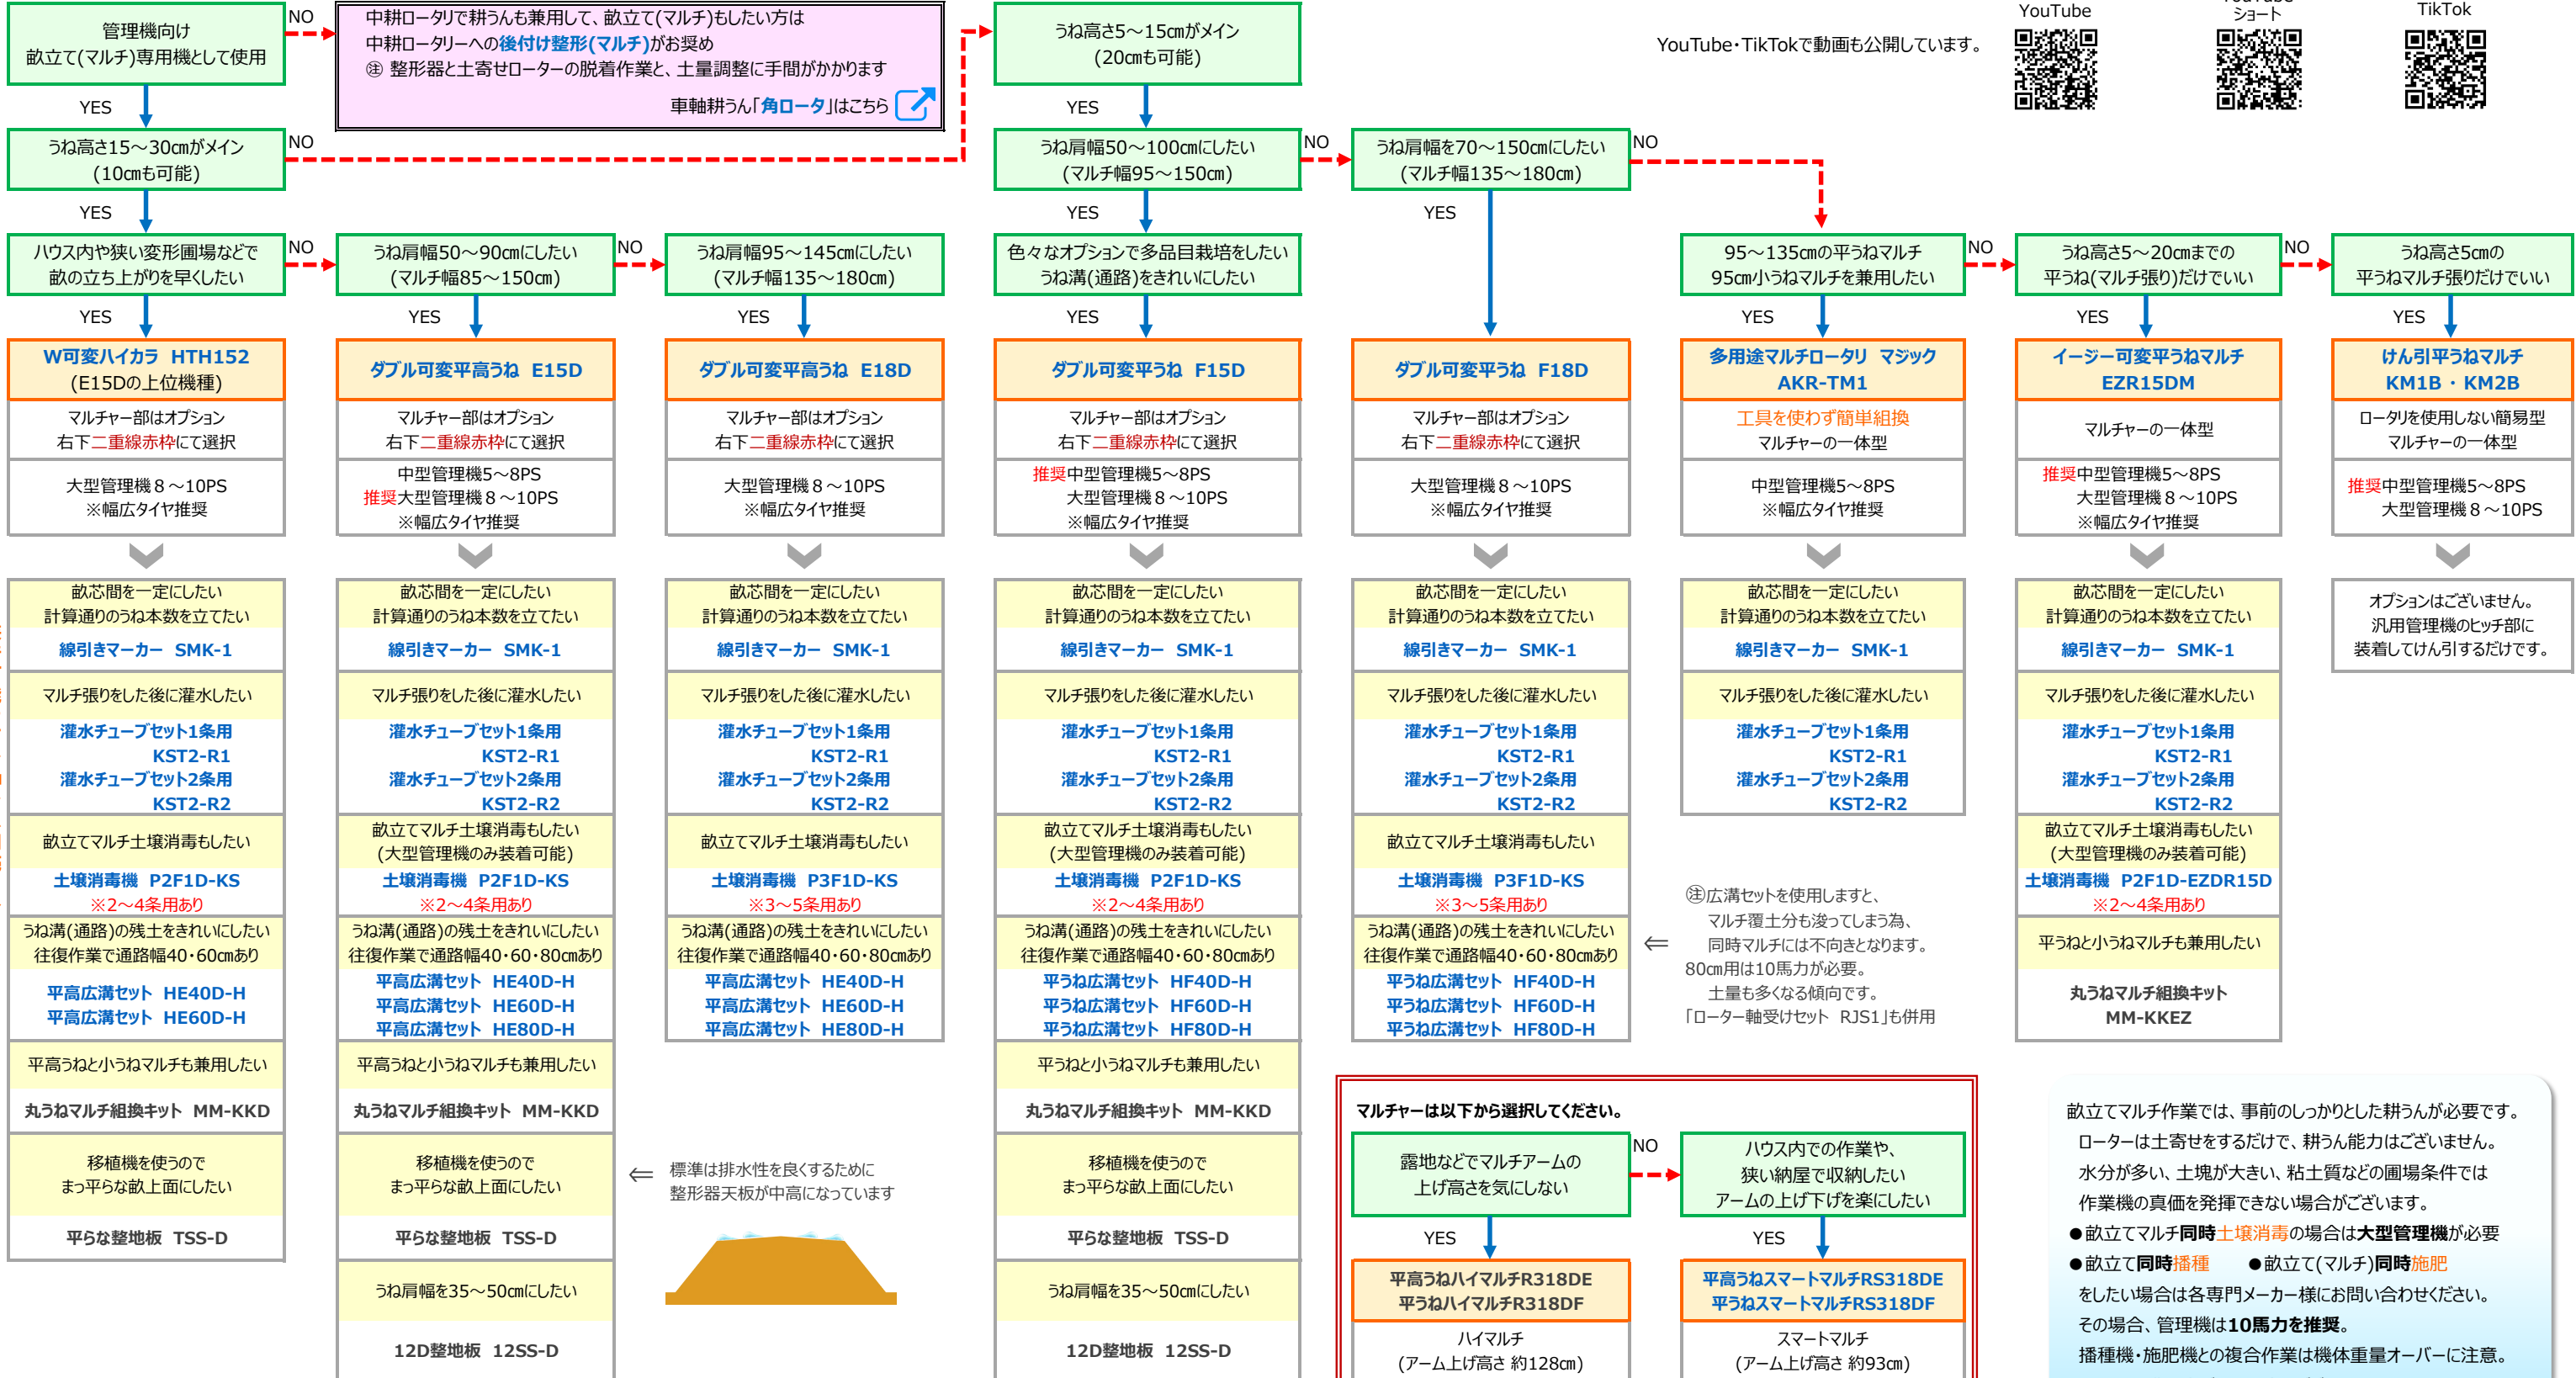 管理機向け
畝立て(マルチ)専用機として使用
NO
中耕ロータリで耕うんも兼用して、畝立て(マルチ)もしたい方は
中耕ロータリーへの後付け整形(マルチ)がお奨め
㊟ 整形器と土寄せローターの脱着作業と、土量調整に手間がかかります
車軸耕うん「角ロータ」はこちら
うね高さ5～15㎝がメイン
(20㎝も可能)
YouTube・TikTokで動画も公開しています。
YouTube
ショート
TikTok
YES
YES
うね高さ15～30㎝がメイン
(10㎝も可能)
NO
うね肩幅50～100㎝にしたい
(マルチ幅95～150㎝)
NO
うね肩幅を70～150㎝にしたい
(マルチ幅135～180㎝)
NO
YES
YES
YES
ハウス内や狭い変形圃場などで
畝の立ち上がりを早くしたい
NO
うね肩幅50～90㎝にしたい
(マルチ幅85～150㎝)
NO
うね肩幅95～145㎝にしたい
(マルチ幅135～180㎝)
色々なオプションで多品目栽培をしたい
うね溝(通路)をきれいにしたい
95～135㎝の平うねマルチ
95㎝小うねマルチを兼用したい
NO
うね高さ5～20㎝までの
平うね(マルチ張り)だけでいい
NO
うね高さ5㎝の
平うねマルチ張りだけでいい
YES
YES
YES
YES
YES
YES
YES
W可変ハイカラ HTH152
(E15Dの上位機種)
マルチャー部はオプション
右下二重線赤枠にて選択
大型管理機８～10PS
※幅広タイヤ推奨
畝芯間を一定にしたい
計算通りのうね本数を立てたい
線引きマーカー SMK-1
マルチ張りをした後に灌水したい
灌水チューブセット1条用
KST2-R1
灌水チューブセット2条用
KST2-R2
畝立てマルチ土壌消毒もしたい
土壌消毒機 P2F1D-KS
※2～4条用あり
うね溝(通路)の残土をきれいにしたい
往復作業で通路幅40・60㎝あり
平高広溝セット HE40D-H
平高広溝セット HE60D-H
平高うねと小うねマルチも兼用したい
丸うねマルチ組換キット MM-KKD
移植機を使うので
まっ平らな畝上面にしたい
平らな整地板 TSS-D
ダブル可変平高うね E15D
マルチャー部はオプション
右下二重線赤枠にて選択
中型管理機5～8PS
推奨大型管理機８～10PS
※幅広タイヤ推奨
畝芯間を一定にしたい
計算通りのうね本数を立てたい
線引きマーカー SMK-1
マルチ張りをした後に灌水したい
灌水チューブセット1条用
KST2-R1
灌水チューブセット2条用
KST2-R2
畝立てマルチ土壌消毒もしたい
(大型管理機のみ装着可能)
土壌消毒機 P2F1D-KS
※2～4条用あり
うね溝(通路)の残土をきれいにしたい
往復作業で通路幅40・60・80㎝あり
平高広溝セット HE40D-H
平高広溝セット HE60D-H
平高広溝セット HE80D-H
平高うねと小うねマルチも兼用したい
丸うねマルチ組換キット MM-KKD
移植機を使うので
まっ平らな畝上面にしたい
平らな整地板 TSS-D
うね肩幅を35～50㎝にしたい
12D整地板 12SS-D
⇐ 標準は排水性を良くするために
整形器天板が中高になっています
ダブル可変平高うね E18D
マルチャー部はオプション
右下二重線赤枠にて選択
大型管理機８～10PS
※幅広タイヤ推奨
畝芯間を一定にしたい
計算通りのうね本数を立てたい
線引きマーカー SMK-1
マルチ張りをした後に灌水したい
灌水チューブセット1条用
KST2-R1
灌水チューブセット2条用
KST2-R2
畝立てマルチ土壌消毒もしたい
土壌消毒機 P3F1D-KS
※3～5条用あり
うね溝(通路)の残土をきれいにしたい
往復作業で通路幅40・60・80㎝あり
平高広溝セット HE40D-H
平高広溝セット HE60D-H
平高広溝セット HE80D-H
ダブル可変平うね F15D
マルチャー部はオプション
右下二重線赤枠にて選択
推奨中型管理機5～8PS
大型管理機８～10PS
※幅広タイヤ推奨
畝芯間を一定にしたい
計算通りのうね本数を立てたい
線引きマーカー SMK-1
マルチ張りをした後に灌水したい
灌水チューブセット1条用
KST2-R1
灌水チューブセット2条用
KST2-R2
畝立てマルチ土壌消毒もしたい
(大型管理機のみ装着可能)
土壌消毒機 P2F1D-KS
※2～4条用あり
うね溝(通路)の残土をきれいにしたい
往復作業で通路幅40・60・80㎝あり
平うね広溝セット HF40D-H
平うね広溝セット HF60D-H
平うね広溝セット HF80D-H
平うねと小うねマルチも兼用したい
丸うねマルチ組換キット MM-KKD
移植機を使うので
まっ平らな畝上面にしたい
平らな整地板 TSS-D
うね肩幅を35～50㎝にしたい
12D整地板 12SS-D
ダブル可変平うね F18D
マルチャー部はオプション
右下二重線赤枠にて選択
大型管理機８～10PS
※幅広タイヤ推奨
畝芯間を一定にしたい
計算通りのうね本数を立てたい
線引きマーカー SMK-1
マルチ張りをした後に灌水したい
灌水チューブセット1条用
KST2-R1
灌水チューブセット2条用
KST2-R2
畝立てマルチ土壌消毒もしたい
土壌消毒機 P3F1D-KS
※3～5条用あり
うね溝(通路)の残土をきれいにしたい
往復作業で通路幅40・60・80㎝あり
平うね広溝セット HF40D-H
平うね広溝セット HF60D-H
平うね広溝セット HF80D-H
多用途マルチロータリ マジック
AKR-TM1
工具を使わず簡単組換
マルチャーの一体型
中型管理機5～8PS
※幅広タイヤ推奨
畝芯間を一定にしたい
計算通りのうね本数を立てたい
線引きマーカー SMK-1
マルチ張りをした後に灌水したい
灌水チューブセット1条用
KST2-R1
灌水チューブセット2条用
KST2-R2
⇐
㊟広溝セットを使用しますと、
マルチ覆土分も浚ってしまう為、
同時マルチには不向きとなります。
80㎝用は10馬力が必要。
土量も多くなる傾向です。
「ローター軸受けセット RJS1」も併用
イージー可変平うねマルチ
EZR15DM
マルチャーの一体型
推奨中型管理機5～8PS
大型管理機８～10PS
※幅広タイヤ推奨
畝芯間を一定にしたい
計算通りのうね本数を立てたい
線引きマーカー SMK-1
マルチ張りをした後に灌水したい
灌水チューブセット1条用
KST2-R1
灌水チューブセット2条用
KST2-R2
畝立てマルチ土壌消毒もしたい
(大型管理機のみ装着可能)
土壌消毒機 P2F1D-EZDR15D
※2～4条用あり
平うねと小うねマルチも兼用したい
丸うねマルチ組換キット
MM-KKEZ
けん引平うねマルチ
KM1B ・ KM2B
ロータリを使用しない簡易型
マルチャーの一体型
推奨中型管理機5～8PS
大型管理機８～10PS
オプションはございません。
汎用管理機のヒッチ部に
装着してけん引するだけです。
マルチャーは以下から選択してください。
露地などでマルチアームの
上げ高さを気にしない
NO
ハウス内での作業や、
狭い納屋で収納したい
アームの上げ下げを楽にしたい
YES
YES
平高うねハイマルチR318DE
平うねハイマルチR318DF
ハイマルチ
(アーム上げ高さ 約128㎝)
平高うねスマートマルチRS318DE
平うねスマートマルチRS318DF
スマートマルチ
(アーム上げ高さ 約93㎝)
畝立てマルチ作業では、事前のしっかりとした耕うんが必要です。
ローターは土寄せをするだけで、耕うん能力はございません。
水分が多い、土塊が大きい、粘土質などの圃場条件では
作業機の真価を発揮できない場合がございます。
●畝立てマルチ同時土壌消毒の場合は大型管理機が必要
●畝立て同時播種 ●畝立て(マルチ)同時施肥
をしたい場合は各専門メーカー様にお問い合わせください。
その場合、管理機は10馬力を推奨。
播種機・施肥機との複合作業は機体重量オーバーに注意。